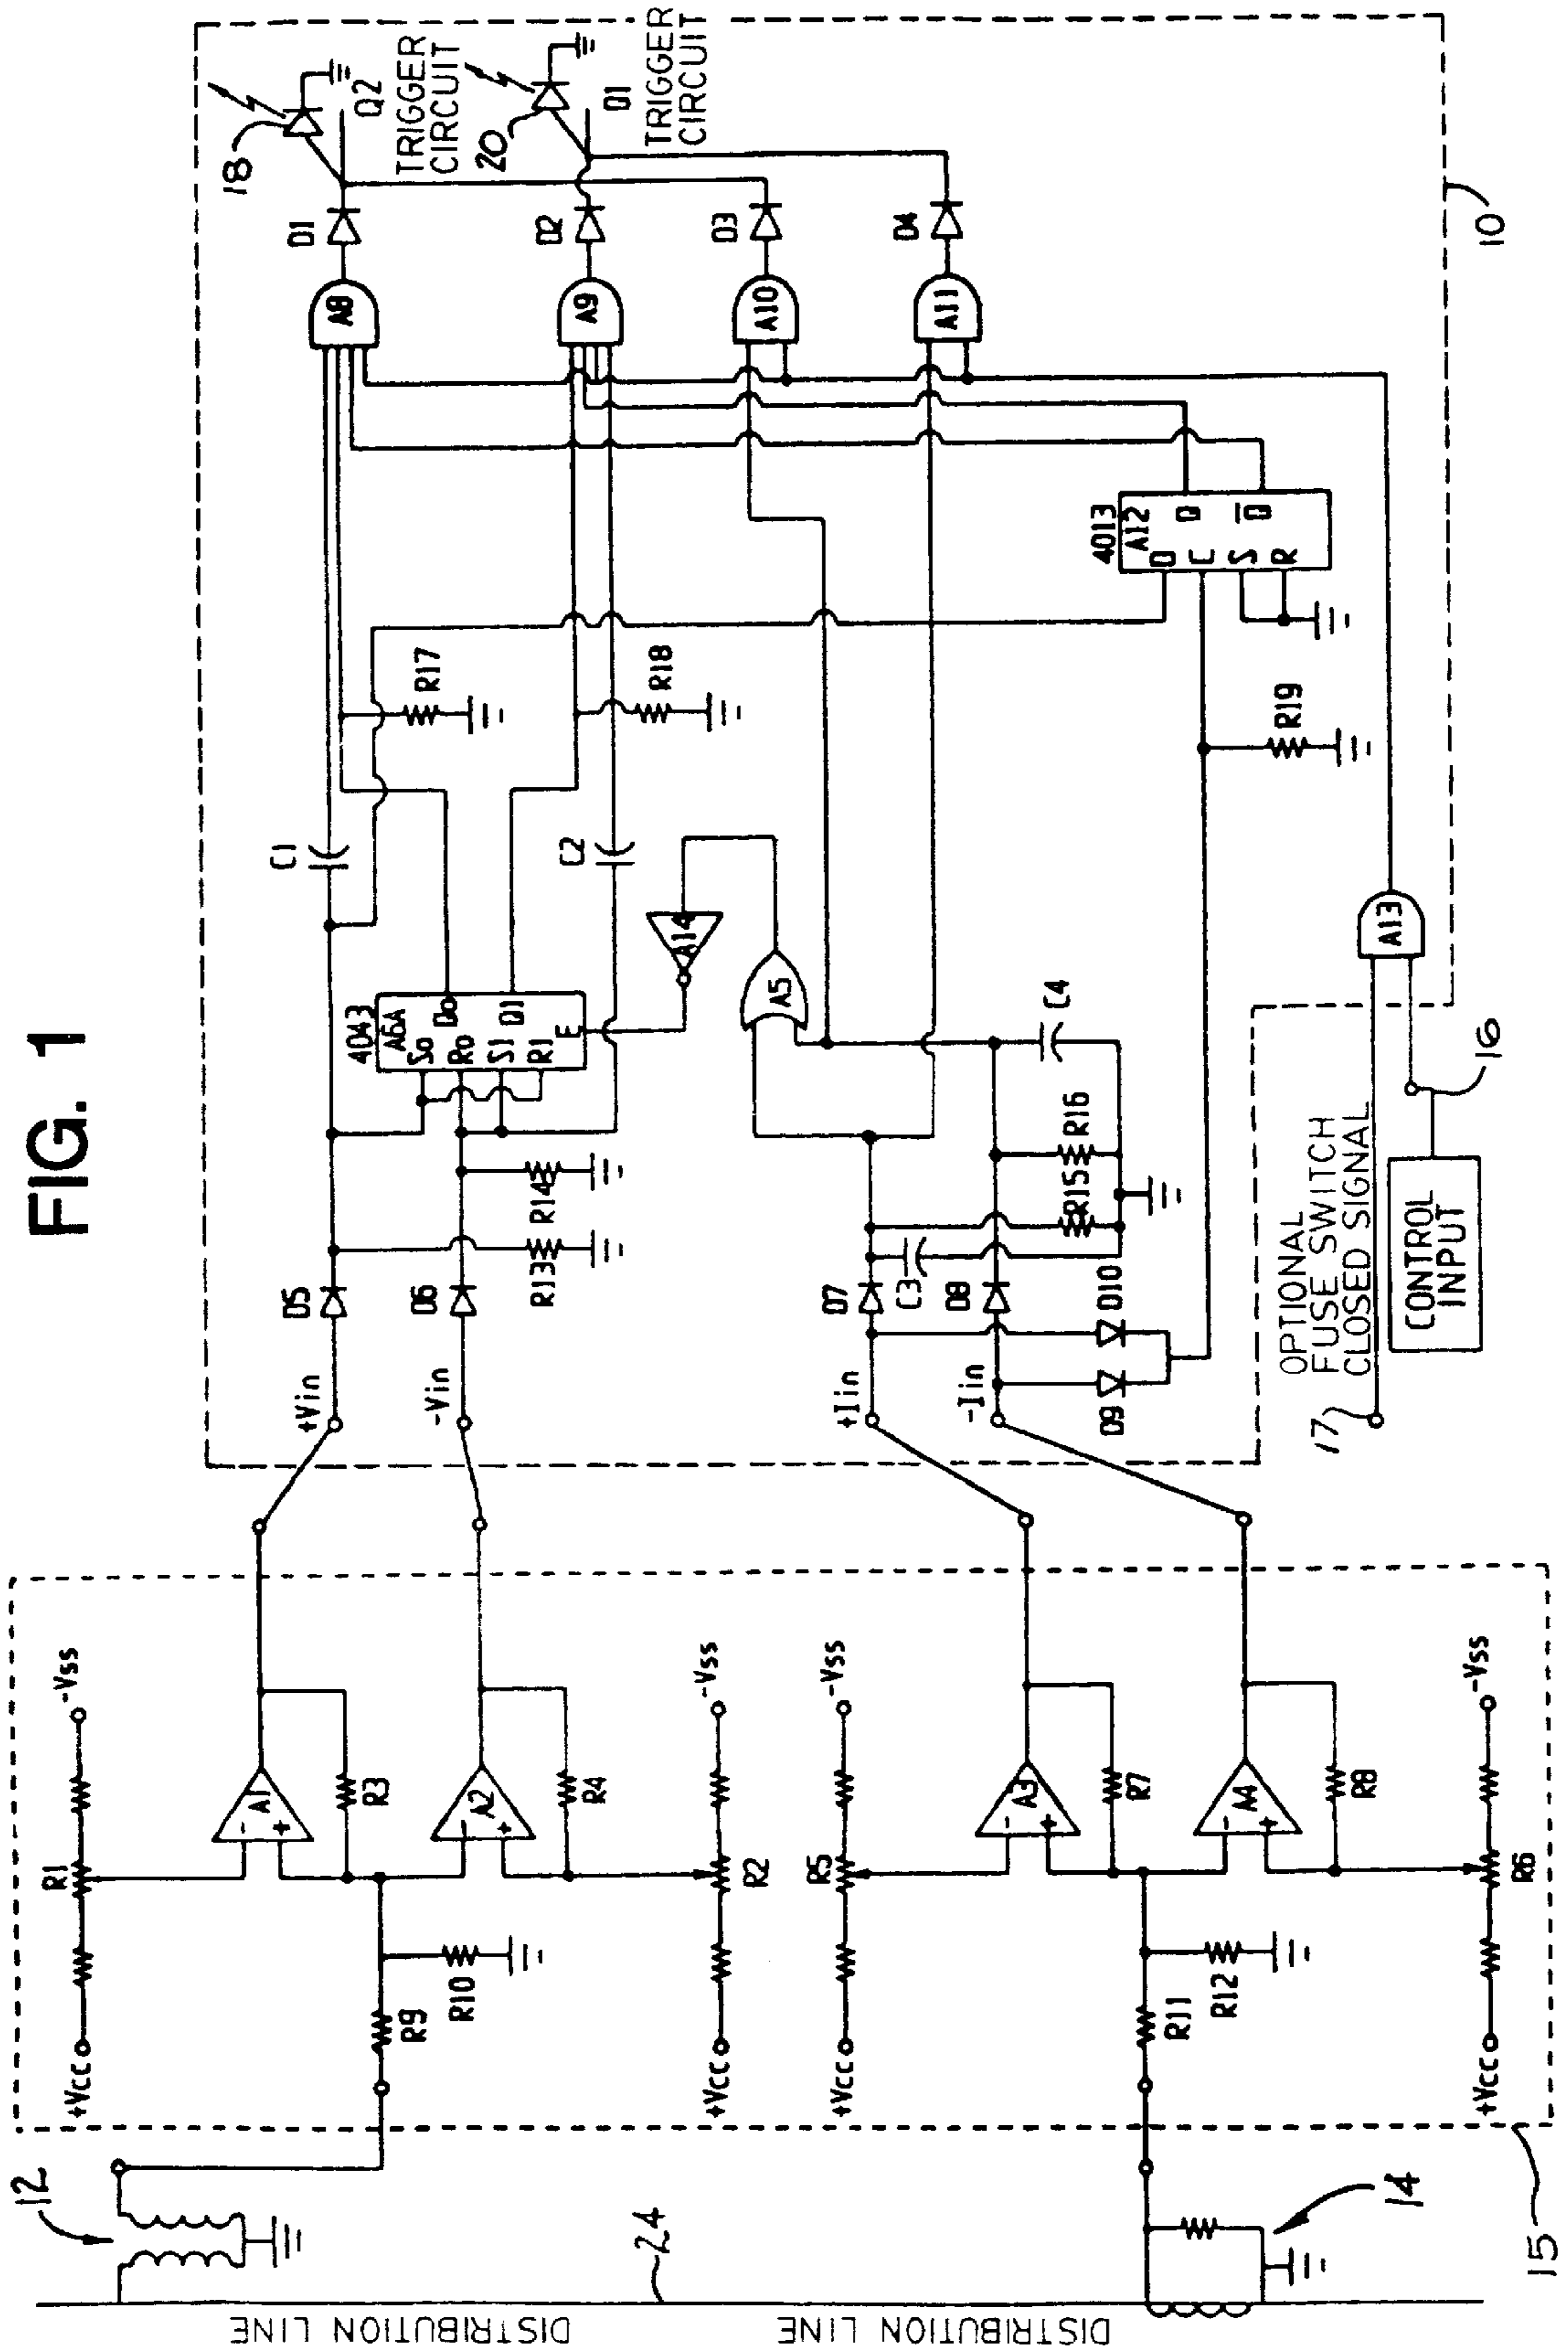 FIG. 1
DISTRIBUTION LINE
DISTRIBUTION LINE
24
12
14
15
+Vcc
R1
-Vss
A1
-
+
R3
R9
R10
A2
-
+
R4
+Vcc
R2
-Vss
+Vcc
R5
-Vss
A3
-
+
R7
R11
R12
A4
-
+
R8
+Vcc
R6
-Vss
+Vin
-Vin
+Iin
-Iin
D5
D6
R13
R14
D7
C3
D8
D9
D10
R15
R16
C4
4043
A6A
S0
R0
S1
R1
Q0
Q1
E
A14
A5
C1
C2
R17
R18
R19
4013
A12
D
C
S
R
Q
Q̅
A8
A9
A10
A11
A13
D1
D2
D3
D4
18
Q2
TRIGGER
CIRCUIT
20
Q1
TRIGGER
CIRCUIT
10
OPTIONAL
FUSE SWITCH
CLOSED SIGNAL
17
CONTROL
INPUT
16